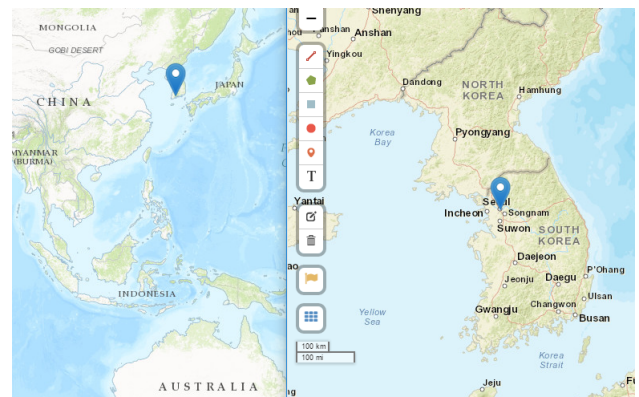 MONGOLIA
GOBI DESERT
CHINA
JAPAN
MYANMAR
(BURMA)
INDONESIA
AUSTRALIA
Shenyang
Anshan
Yingkou
Dandong
NORTH
KOREA
Hamhung
Korea
Bay
Pyongyang
T
Yantai
Seoul
Incheon
Songnam
Suwon
SOUTH
KOREA
Daejeon
P'Ohang
Jeonju
Daegu
Ulsan
Gwangju
Changwon
Busan
Yellow
Sea
100 km
100 mi
Korea
Strait
Jeju